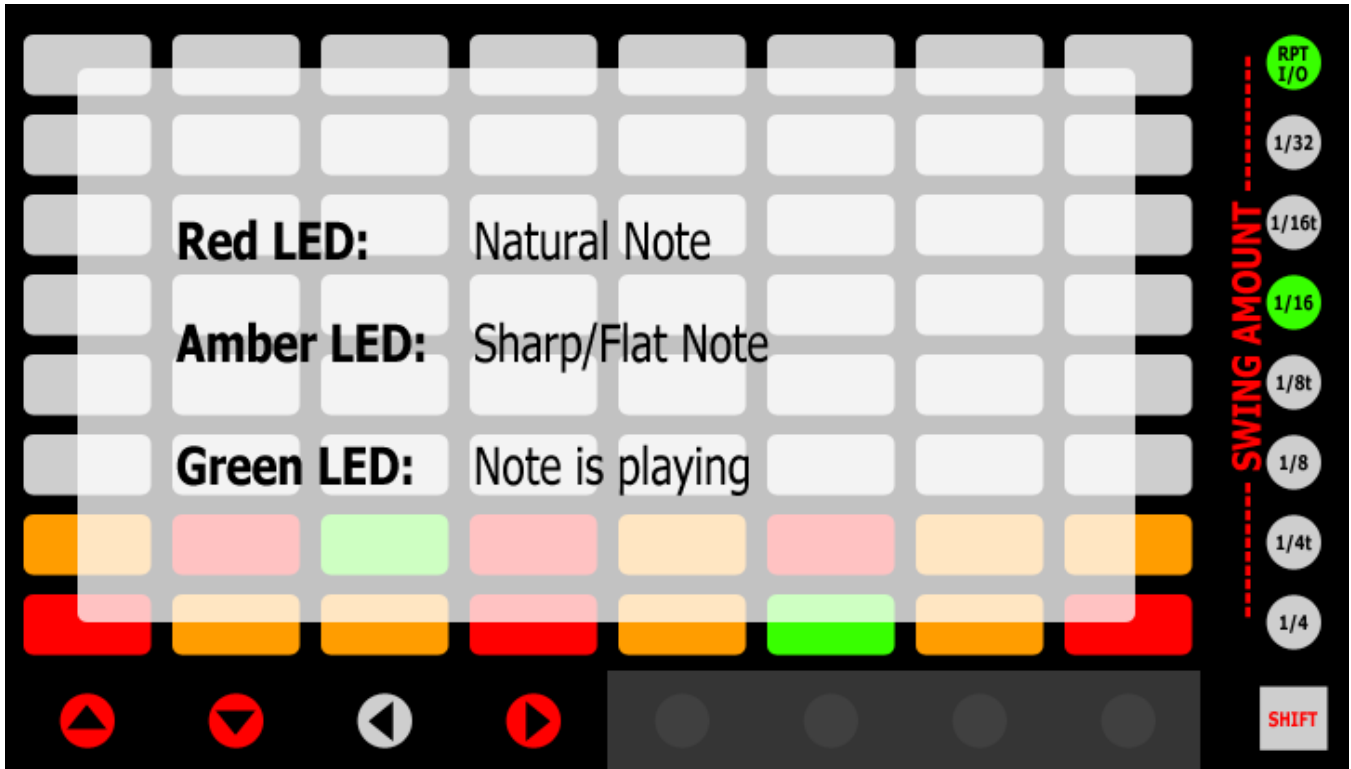 Red LED: Natural Note
Amber LED: Sharp/Flat Note
Green LED: Note is playing
SWING AMOUNT
RPT
I/O
1/32
1/16t
1/16
1/8t
1/8
1/4t
1/4
SHIFT